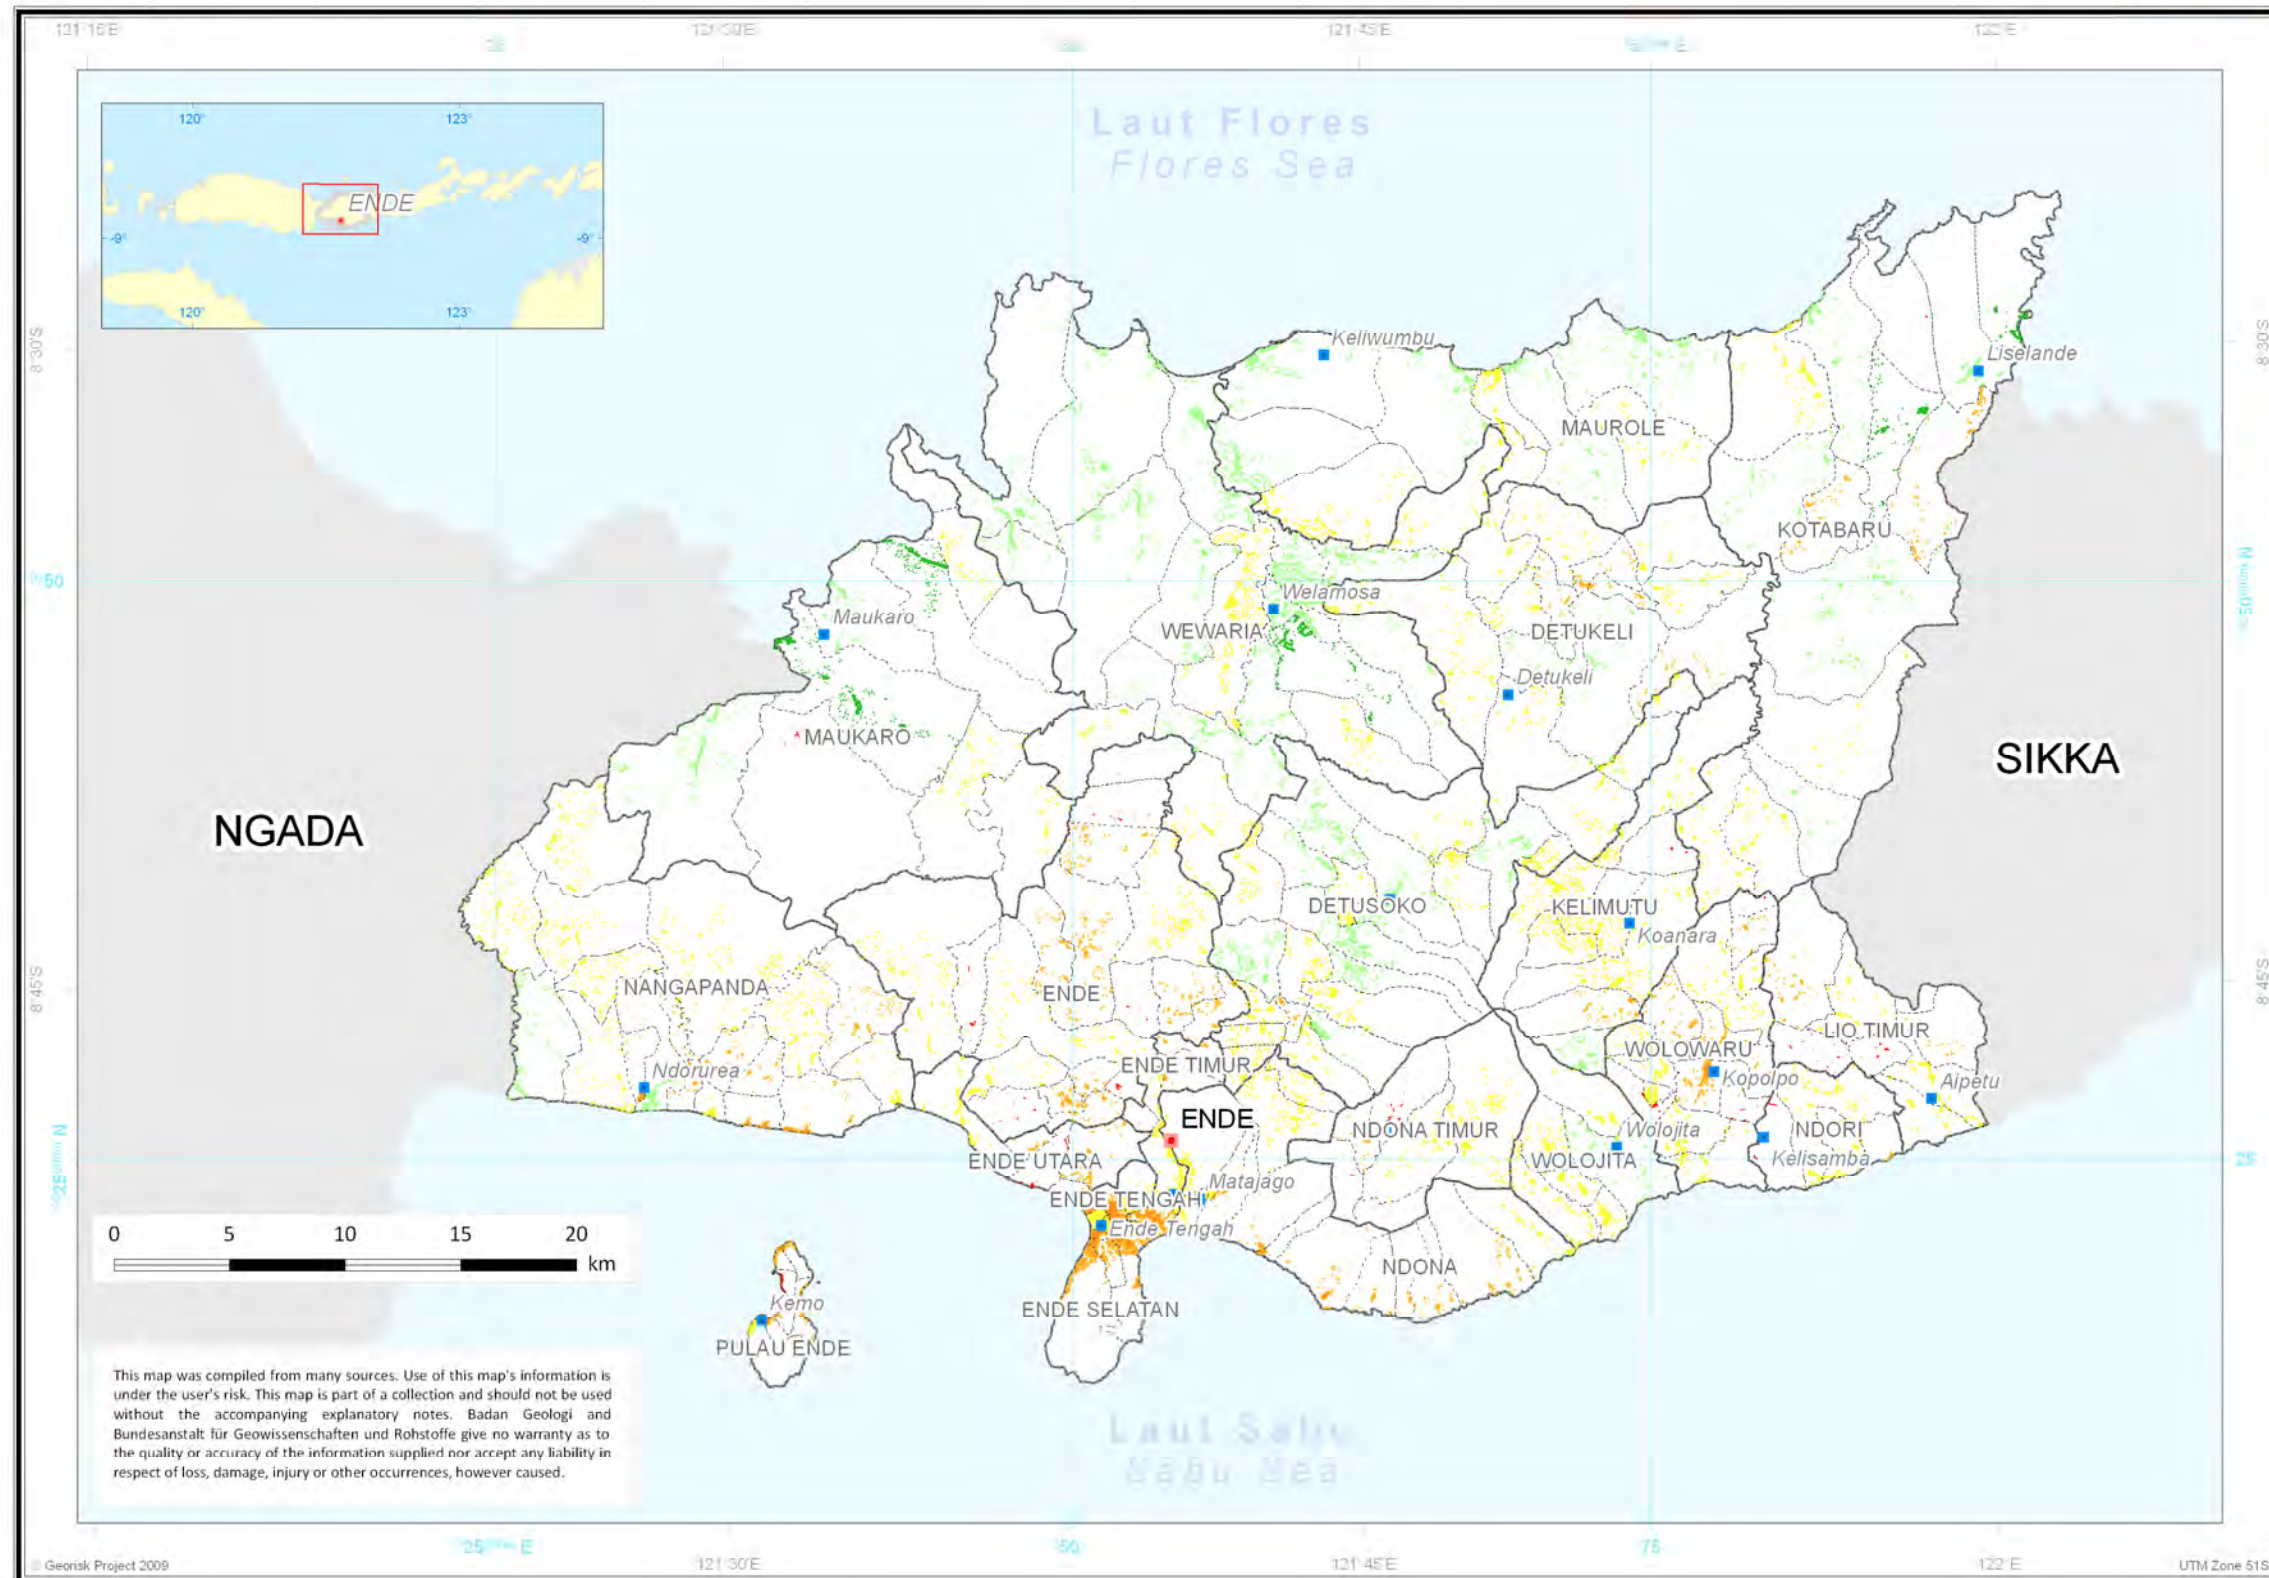 121°15'E 121°30'E 121°45'E 122°E
Laut Flores
Flores Sea
120° 123°
ENDE
-9° -9°
120° 123°
8°30'S 8°30'S
Keliwumbu
Liselande
MAUROLE
KOTABARU
50
Welamosa
Maukaro
WEWARIA
DETUKELI
Detukeli
MAUKARO
SIKKA
NGADA
DETUSOKO
KELIMUTU
Koanara
NANGAPANDA
ENDE
8°45'S 8°45'S
LIO TIMUR
WOLOWARU
ENDE TIMUR
Ndorurea
Kopolpo
Aipetu
ENDE
NDONA TIMUR
Wolojita
NDORI
ENDE UTARA
WOLOJITA
Kelisamba
25
Matajago
ENDE TENGAH
Ende Tengah
0 5 10 15 20
km
NDONA
Kemo
ENDE SELATAN
PULAU ENDE
This map was compiled from many sources. Use of this map's information is
under the user's risk. This map is part of a collection and should not be used
without the accompanying explanatory notes. Badan Geologi and
Bundesanstalt für Geowissenschaften und Rohstoffe give no warranty as to
the quality or accuracy of the information supplied nor accept any liability in
respect of loss, damage, injury or other occurrences, however caused.
Laut Sabu
Sabu Sea
50 75
© Georisk Project 2009 121°30'E 121°45'E 122°E UTM Zone 51S